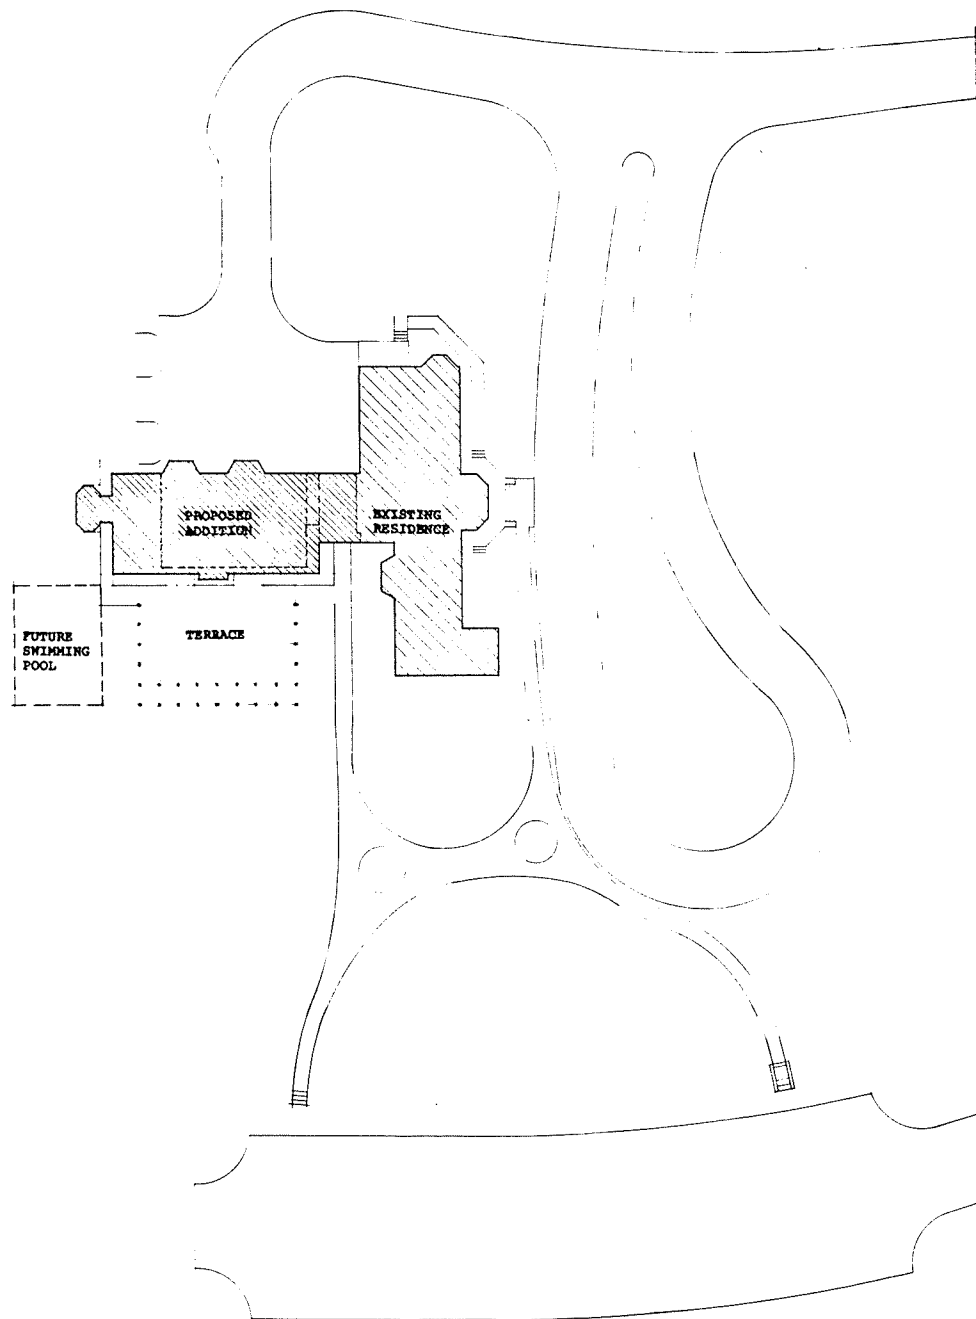 PROPOSED
ADDITION
EXISTING
RESIDENCE
FUTURE
SWIMMING
POOL
TERRACE